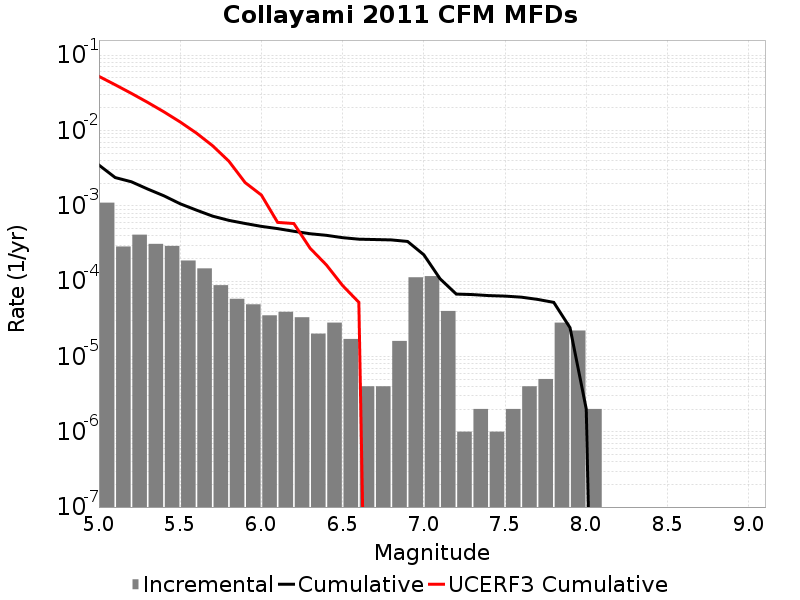 Collayami 2011 CFM MFDs
Rate (1/yr)
10-1
10-2
10-3
10-4
10-5
10-6
10-7
5.0 5.5 6.0 6.5 7.0 7.5 8.0 8.5 9.0
Magnitude
Incremental Cumulative UCERF3 Cumulative